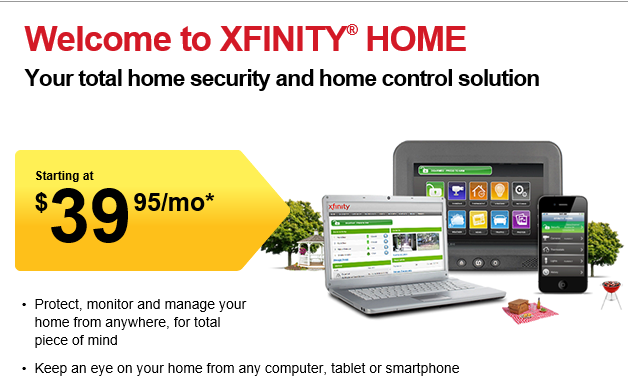 Welcome to XFINITY® HOME
Your total home security and home control solution
Starting at
$39 95/mo*
xfinity
• Protect, monitor and manage your
home from anywhere, for total
piece of mind
• Keep an eye on your home from any computer, tablet or smartphone